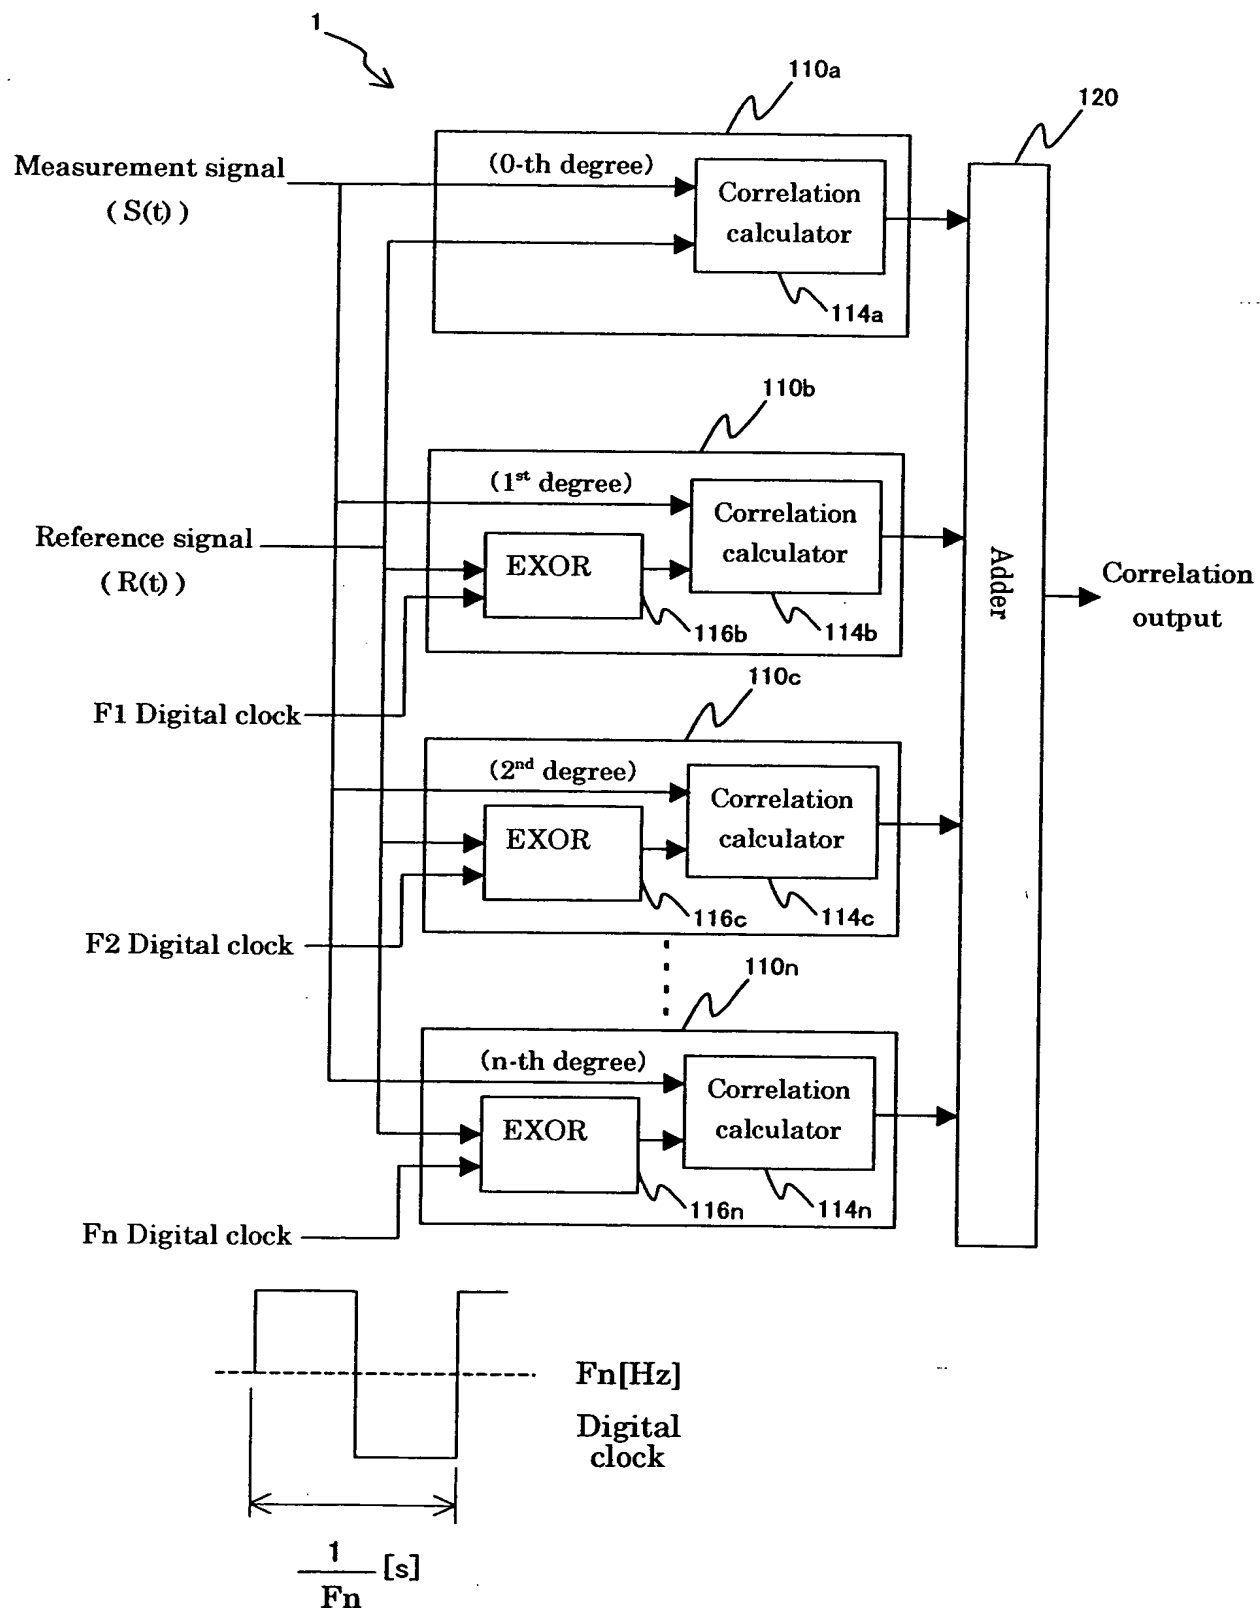 1
110a
120
Measurement signal
( S(t) )
(0-th degree)
Correlation
calculator
114a
110b
(1st degree)
Correlation
calculator
Reference signal
( R(t) )
EXOR
116b
114b
Adder
Correlation
output
F1 Digital clock
110c
(2nd degree)
Correlation
calculator
EXOR
116c
114c
F2 Digital clock
110n
(n-th degree)
Correlation
calculator
EXOR
116n
114n
Fn Digital clock
Fn[Hz]
Digital
clock
1
Fn
[s]